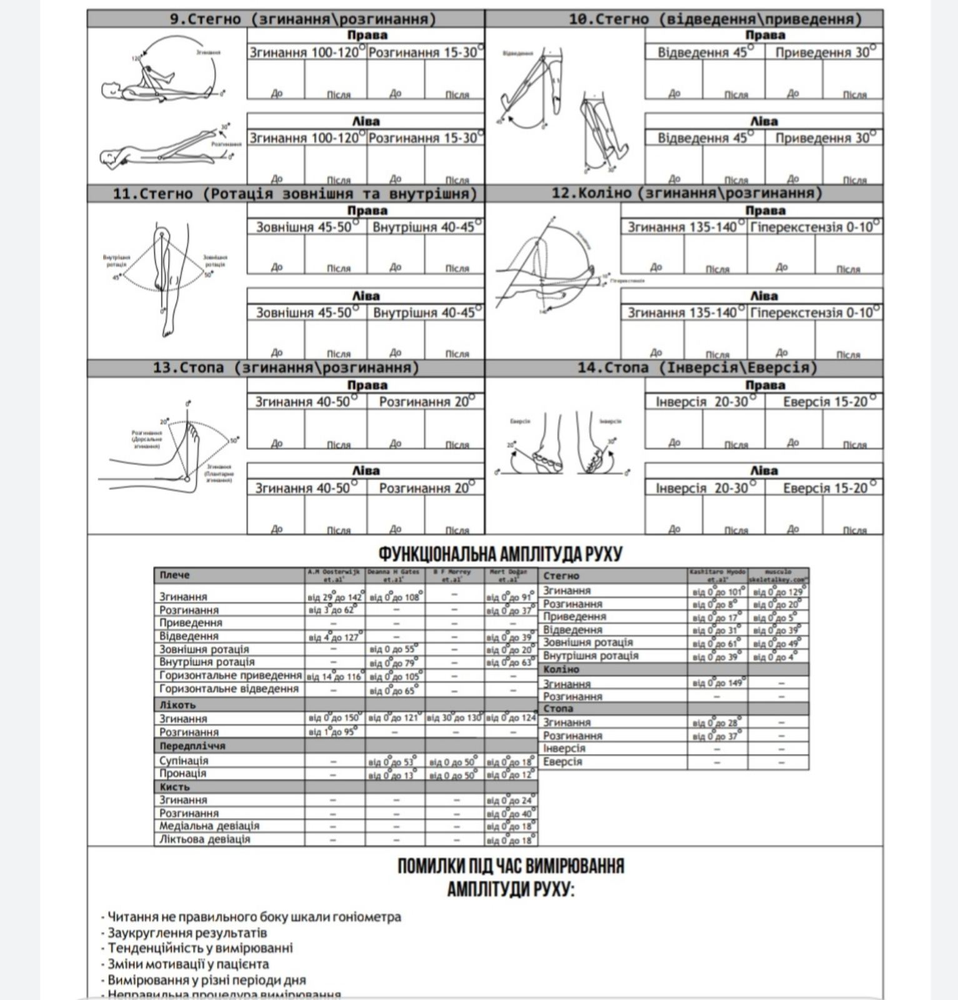 9.Стегно (згинання\розгинання)
120°
Згинання
0°
30°
Розгинання
0°
Права
Згинання 100-120° Розгинання 15-30°
До Після До Після
Ліва
Згинання 100-120° Розгинання 15-30°
До Після До Після
10.Стегно (відведення\приведення)
Відведення
45°
0°
0°
30°
Права
Відведення 45° Приведення 30°
До Після До Після
Ліва
Відведення 45° Приведення 30°
До Після До Після
11.Стегно (Ротація зовнішня та внутрішня)
Внутрішня
ротація
45°
Зовнішня
ротація
50°
0°
Права
Зовнішня 45-50° Внутрішня 40-45°
До Після До Після
Ліва
Зовнішня 45-50° Внутрішня 40-45°
До Після До Після
12.Коліно (згинання\розгинання)
0°
Згинання
10°
0°
Гіперекстензія
Права
Згинання 135-140° Гіперекстензія 0-10°
До Після До Після
Ліва
Згинання 135-140° Гіперекстензія 0-10°
До Після До Після
13.Стопа (згинання\розгинання)
0°
20°
Розгинання
(Дорсальне
згинання)
50°
Згинання
(Плантарне
згинання)
Права
Згинання 40-50° Розгинання 20°
До Після До Після
Ліва
Згинання 40-50° Розгинання 20°
До Після До Після
14.Стопа (Інверсія\Еверсія)
Еверсія
20°
0°
Інверсія
30°
0°
Права
Інверсія 20-30° Еверсія 15-20°
До Після До Після
Ліва
Інверсія 20-30° Еверсія 15-20°
До Після До Після
ФУНКЦІОНАЛЬНА АМПЛІТУДА РУХУ
Плече A.M Oosterwijk et.al Deanna H Gates et.al B F Morrey et.al Mert Doğan et.al
Згинання від 29° до 142° від 0° до 108° – від 0° до 91°
Розгинання від 3° до 62° – – від 0° до 37°
Приведення – – – –
Відведення від 4° до 127° – – від 0° до 39°
Зовнішня ротація – від 0 до 55° – від 0° до 20°
Внутрішня ротація – від 0° до 79° – від 0° до 63°
Горизонтальне приведення від 14° до 116° від 0° до 105° – –
Горизонтальне відведення – від 0° до 65° – –
Лікоть
Згинання від 0° до 150° від 0° до 121° від 30° до 130° від 0° до 124°
Розгинання від 1° до 95° – – –
Передпліччя
Супінація – від 0° до 53° від 0 до 50° від 0° до 18°
Пронація – від 0° до 13° від 0 до 50° від 0° до 12°
Кисть
Згинання – – – від 0° до 24°
Розгинання – – – від 0° до 40°
Медіальна девіація – – – від 0° до 18°
Ліктьова девіація – – – від 0° до 18°
Стегно Kashitaro Hyodo et.al musculo skeletalkey.com
Згинання від 0° до 101° від 0° до 129°
Розгинання від 0° до 8° від 0° до 20°
Приведення від 0° до 17° від 0° до 5°
Відведення від 0° до 31° від 0° до 39°
Зовнішня ротація від 0° до 61° від 0° до 49°
Внутрішня ротація від 0° до 39° від 0° до 4°
Коліно
Згинання від 0° до 149° –
Розгинання – –
Стопа
Згинання від 0° до 28° –
Розгинання від 0° до 37° –
Інверсія – –
Еверсія – –
ПОМИЛКИ ПІД ЧАС ВИМІРЮВАННЯ
АМПЛІТУДИ РУХУ:
- Читання не правильного боку шкали гоніометра
- Заукруглення результатів
- Тенденційність у вимірюванні
- Зміни мотивації у пацієнта
- Вимірювання у різні періоди дня
- Неправильна процедура вимірювання